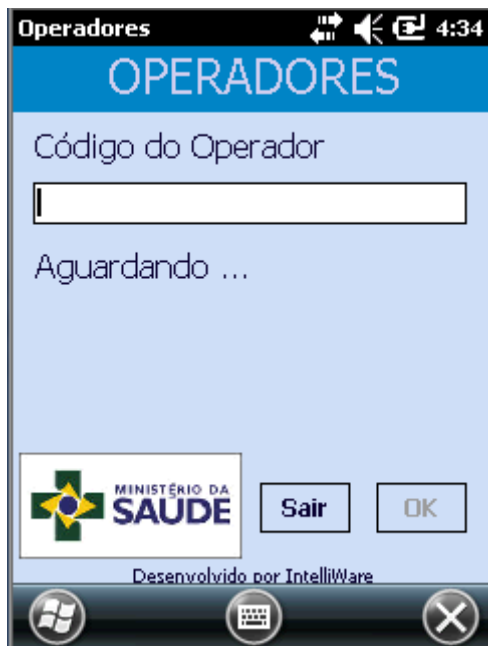 Operadores 4:34
OPERADORES
Código do Operador
Aguardando ...
MINISTÉRIO DA
SAÚDE
Sair OK
Desenvolvido por IntelliWare